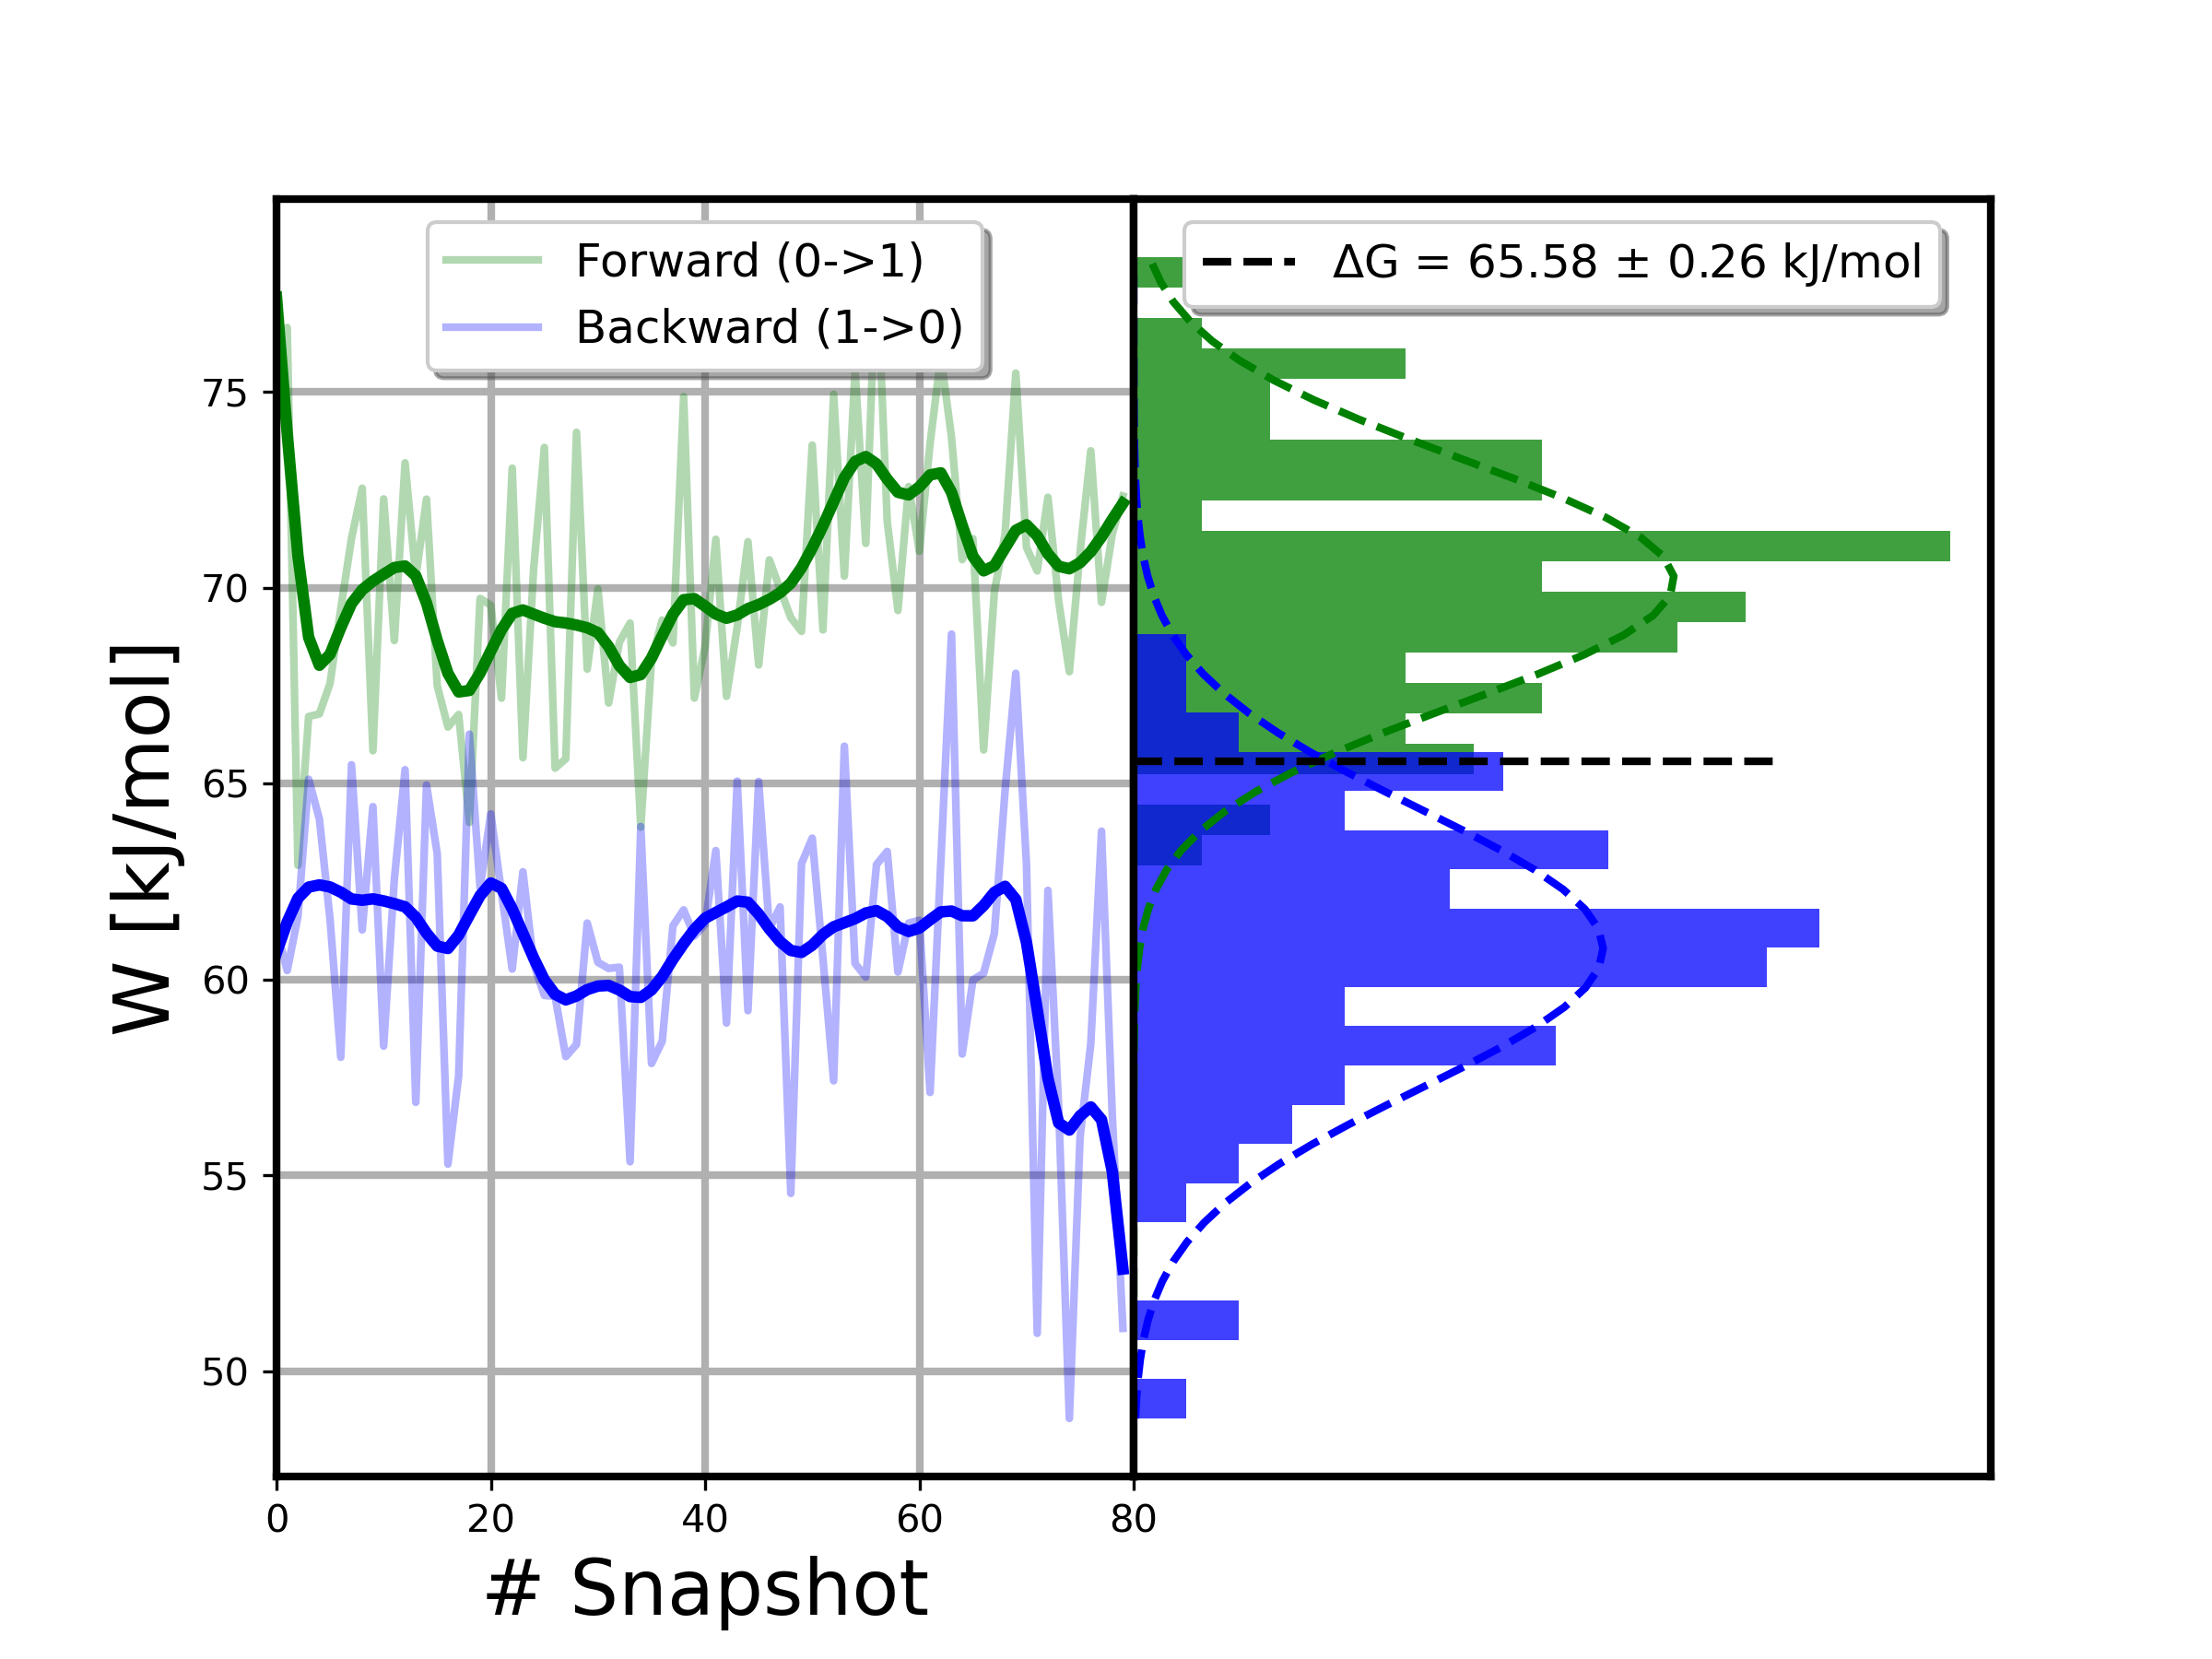 Forward (0->1)
Backward (1->0)
ΔG = 65.58 ± 0.26 kJ/mol
W [kJ/mol]
75
70
65
60
55
50
0 20 40 60 80
# Snapshot